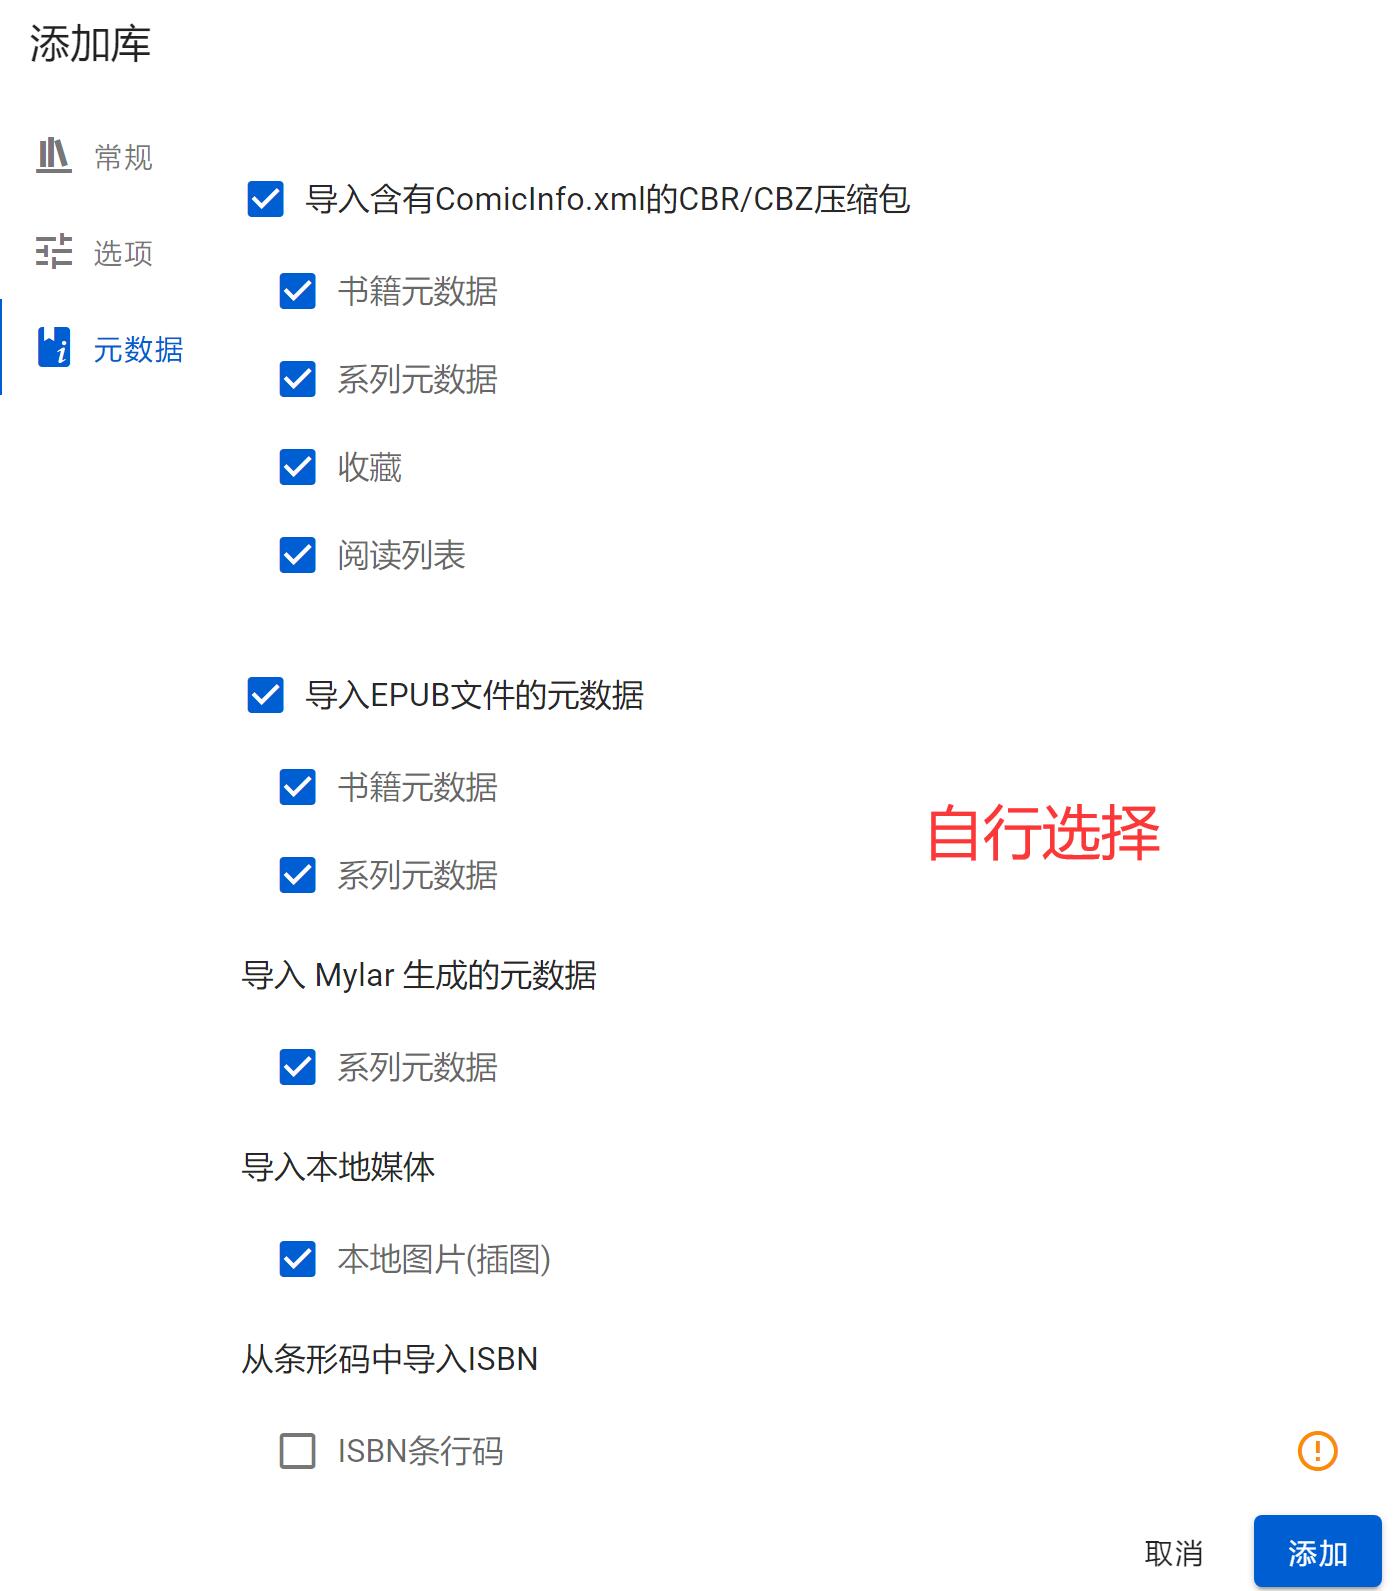 添加库
常规
选项
元数据
导入含有ComicInfo.xml的CBR/CBZ压缩包
书籍元数据
系列元数据
收藏
阅读列表
导入EPUB文件的元数据
书籍元数据
系列元数据
自行选择
导入 Mylar 生成的元数据
系列元数据
导入本地媒体
本地图片(插图)
从条形码中导入ISBN
ISBN条行码
取消
添加